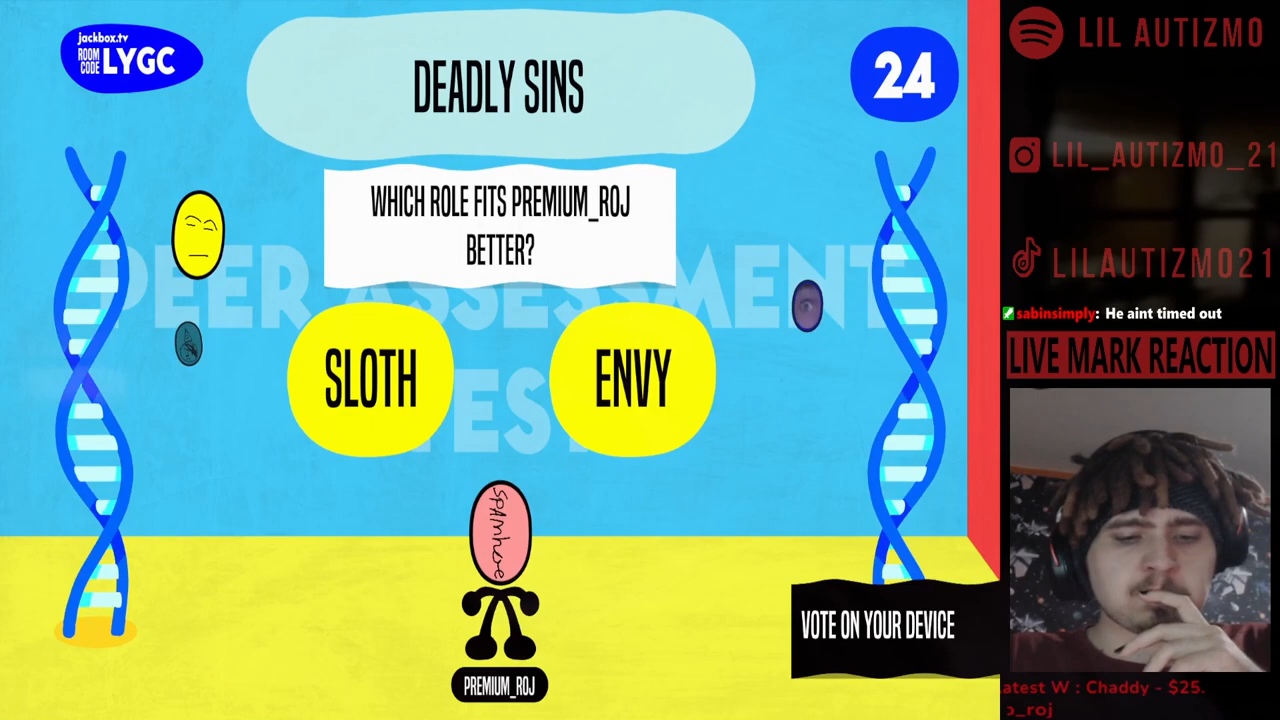 jackbox.tv
ROOM
CODE
LYGC
DEADLY SINS
24
WHICH ROLE FITS PREMIUM_ROJ
BETTER?
PEER ASSESSMENT
TEST
SLOTH
ENVY
spamhere
PREMIUM_ROJ
VOTE ON YOUR DEVICE
LIL AUTIZMO
LIL_AUTIZMO_21
LILAUTIZMO21
sabinsimply: He aint timed out
LIVE MARK REACTION
atest W : Chaddy - $25.
o_roj